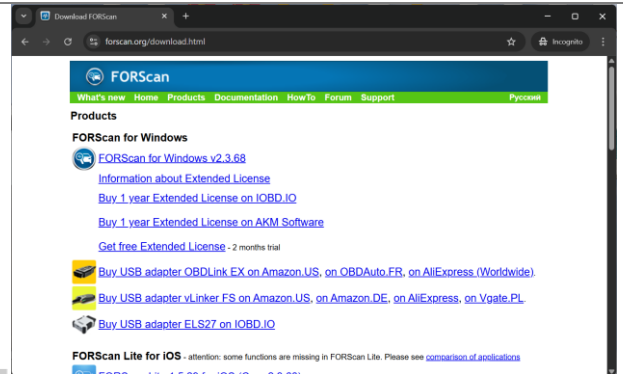 Download FORScan
forscan.org/download.html
Incognito
FORScan
What's new Home Products Documentation HowTo Forum Support Русский
Products
FORScan for Windows
FORScan for Windows v2.3.68
Information about Extended License
Buy 1 year Extended License on IOBD.IO
Buy 1 year Extended License on AKM Software
Get free Extended License - 2 months trial
Buy USB adapter OBDLink EX on Amazon.US, on OBDAuto.FR, on AliExpress (Worldwide).
Buy USB adapter vLinker FS on Amazon.US, on Amazon.DE, on AliExpress, on Vgate.PL.
Buy USB adapter ELS27 on IOBD.IO
FORScan Lite for iOS - attention: some functions are missing in FORScan Lite. Please see comparison of applications